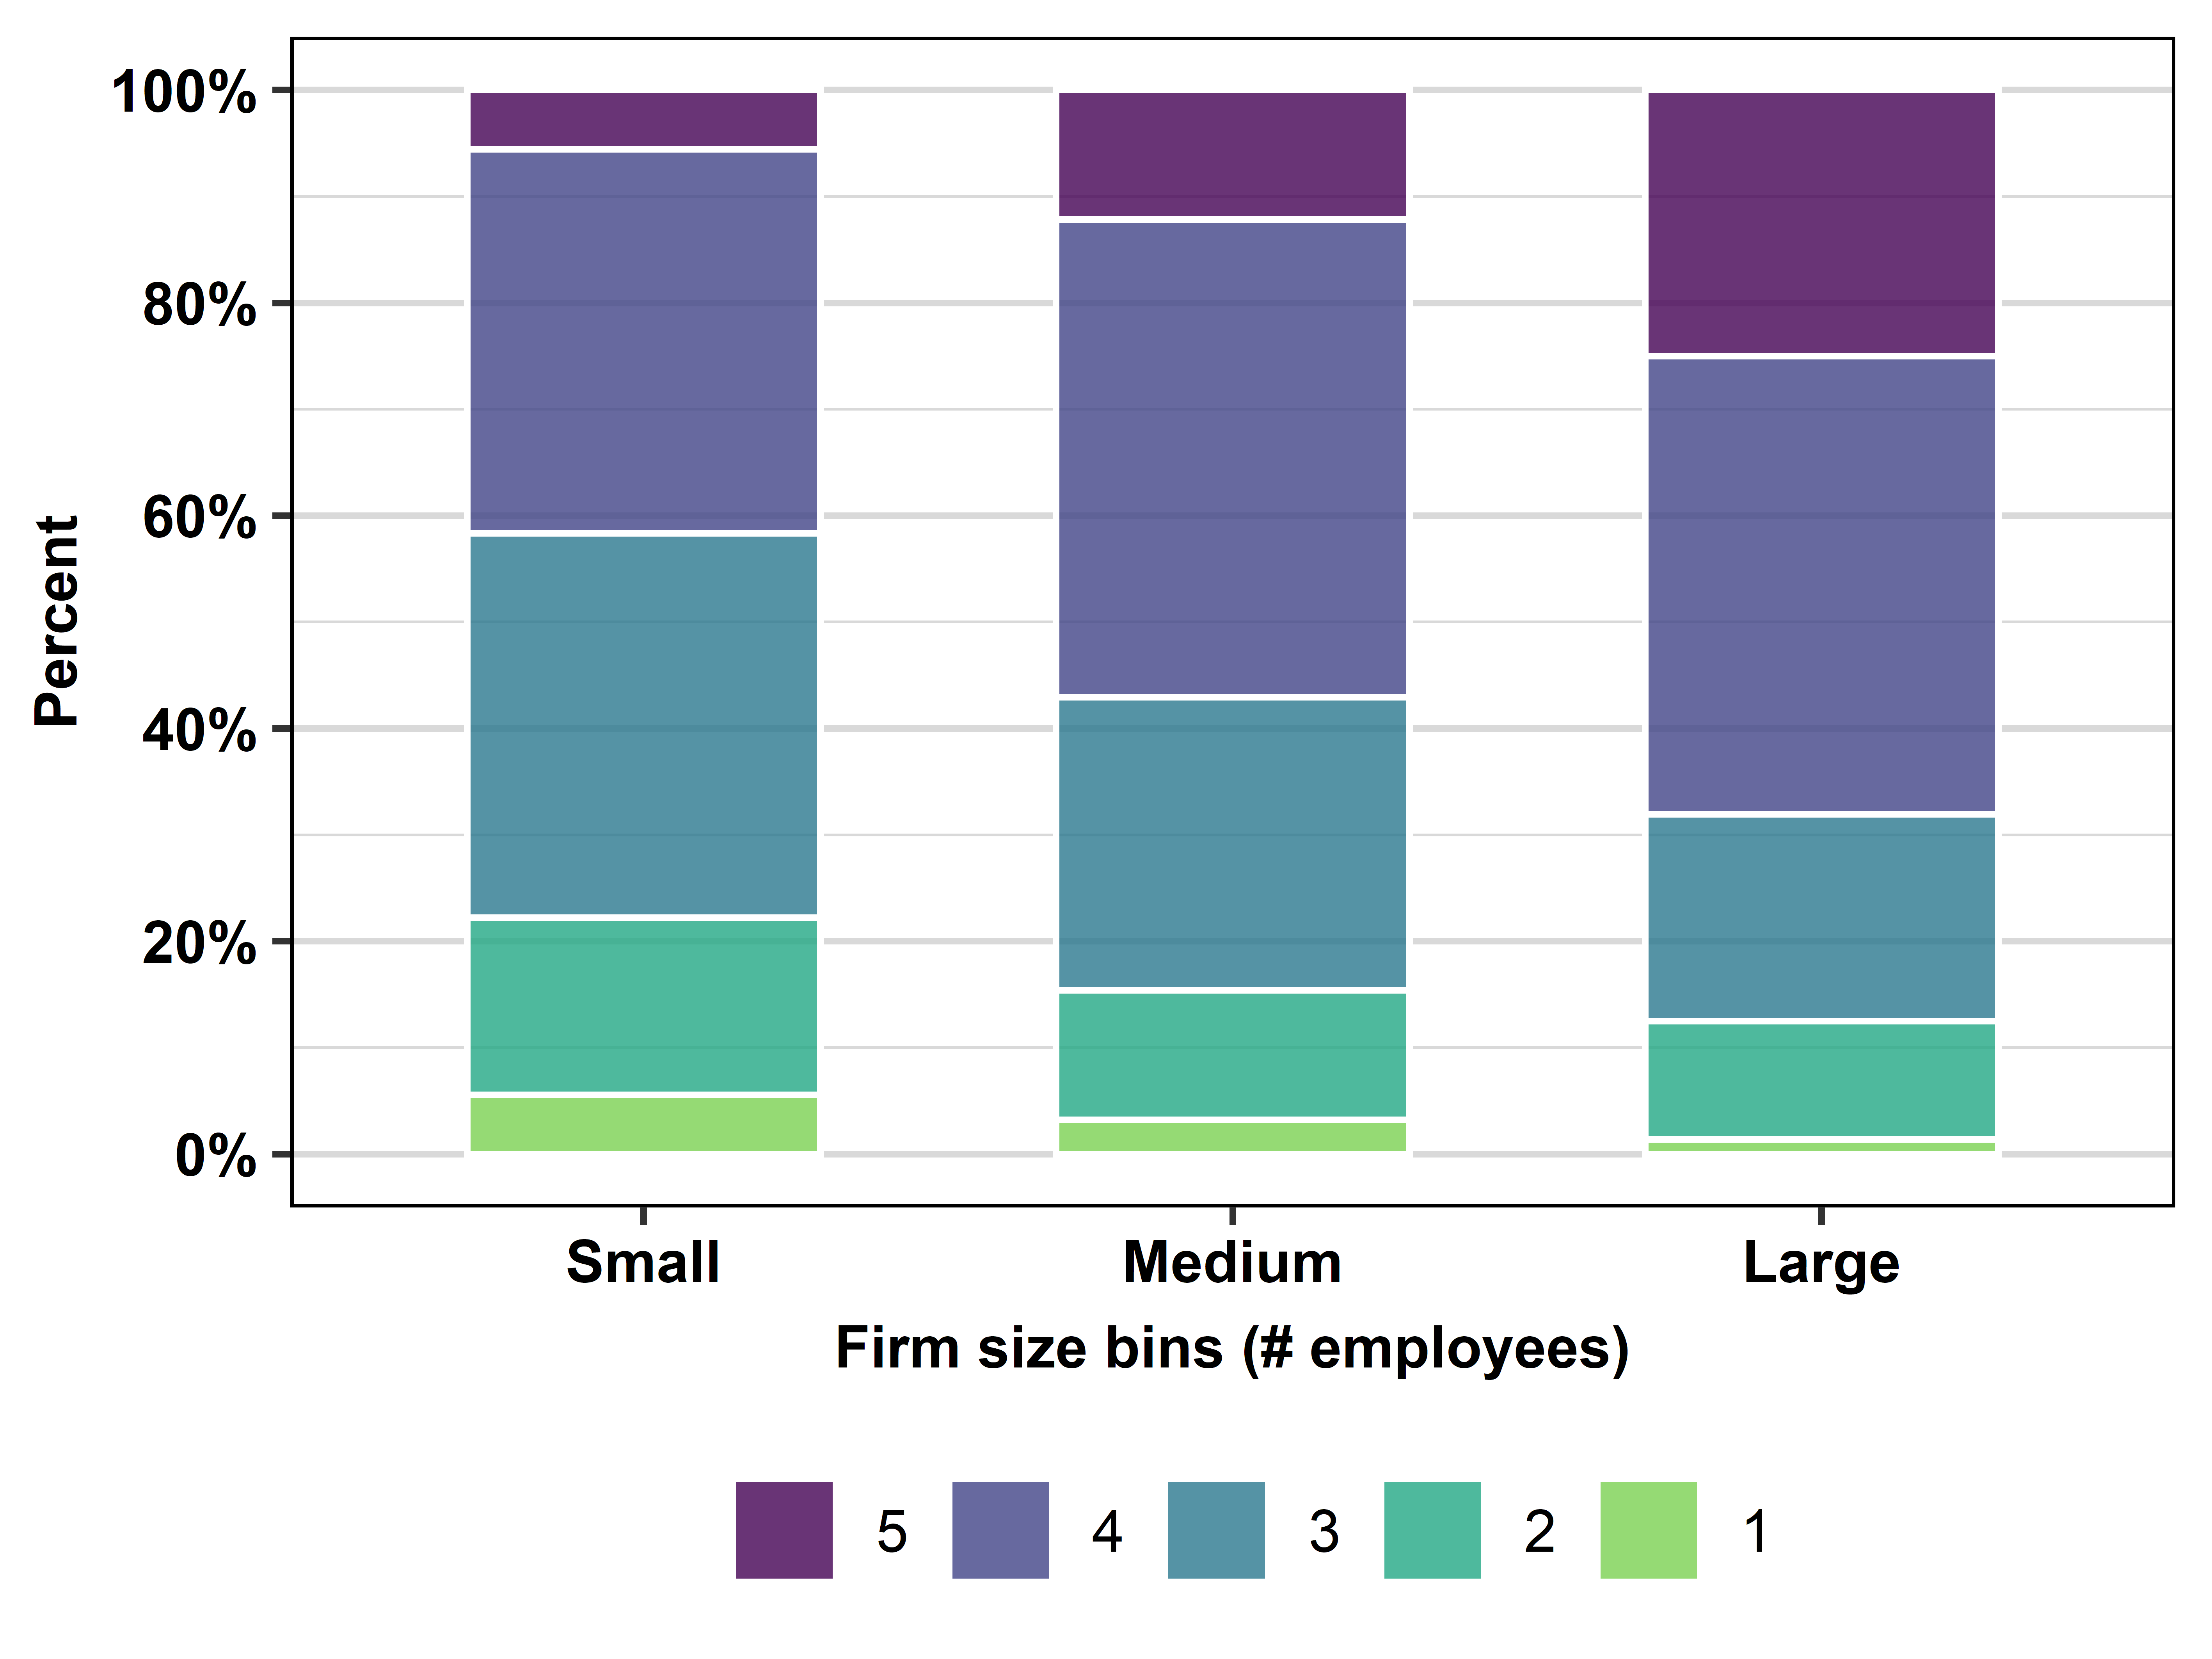 Percent
100%
80%
60%
40%
20%
0%
Small Medium Large
Firm size bins (# employees)
5 4 3 2 1